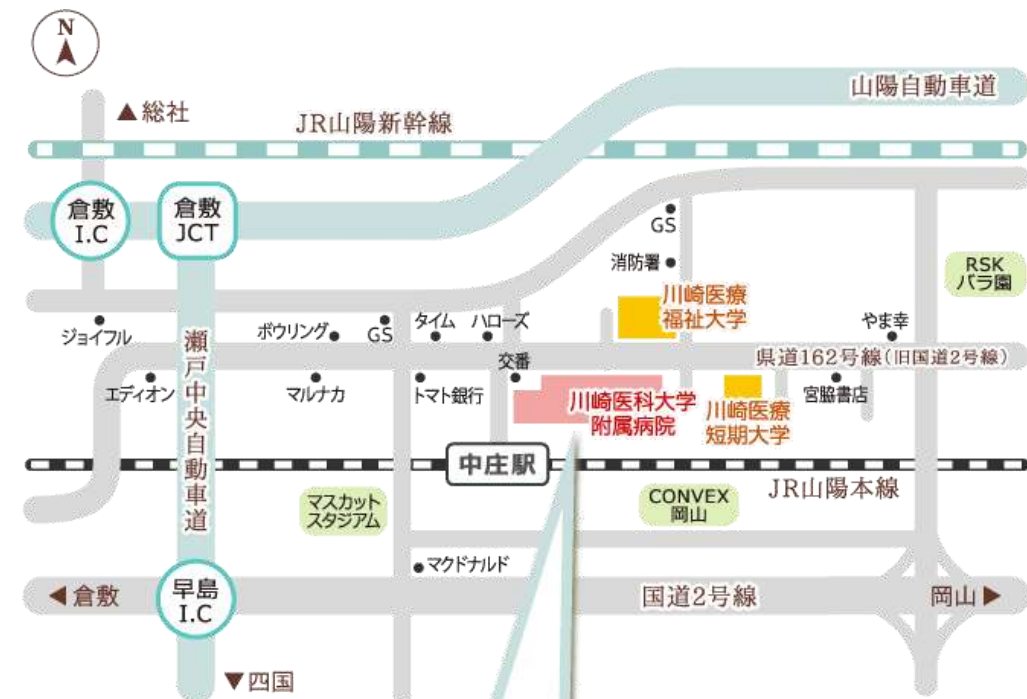 N
▲総社
JR山陽新幹線
山陽自動車道
倉敷
I.C
倉敷
JCT
GS
消防署
RSK
バラ園
川崎医療
福祉大学
ジョイフル
ボウリング
GS
タイム
ハローズ
やま幸
瀬戸中央自動車道
交番
県道162号線(旧国道2号線)
エディオン
マルナカ
トマト銀行
川崎医科大学
附属病院
川崎医療
短期大学
宮脇書店
中庄駅
JR山陽本線
マスカット
スタジアム
CONVEX
岡山
マクドナルド
◀倉敷
早島
I.C
国道2号線
岡山▶
▼四国